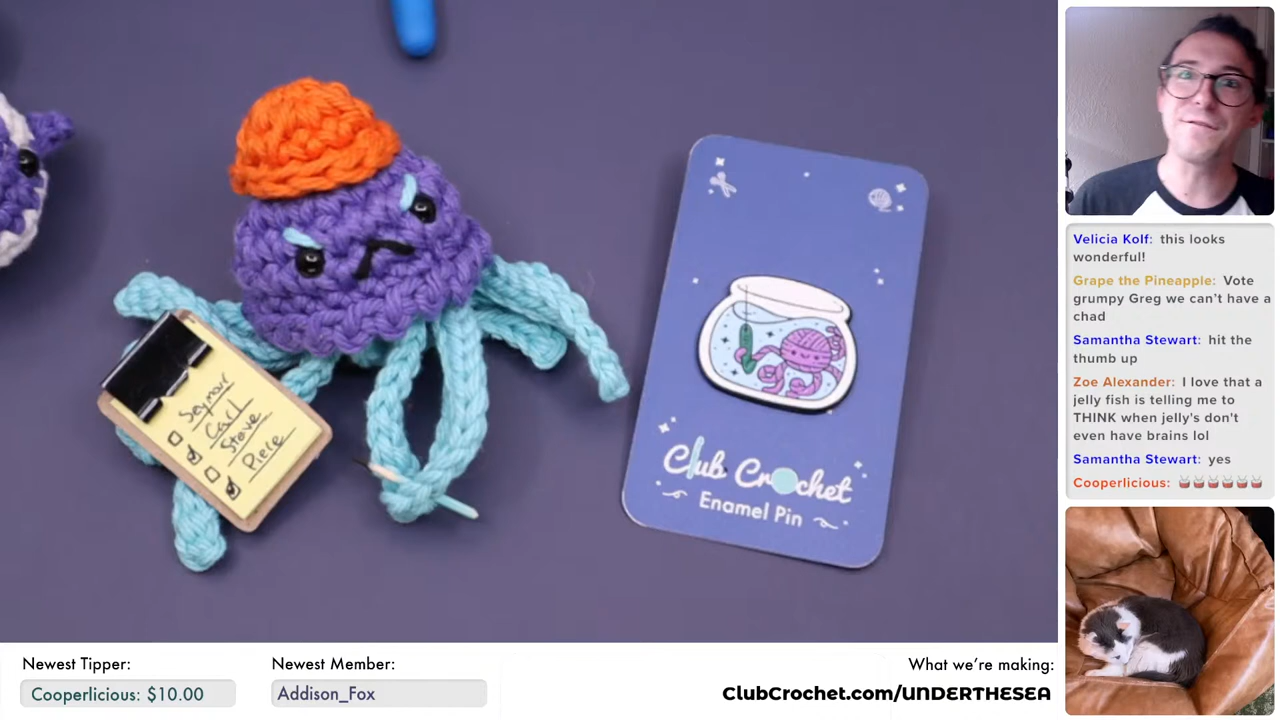 Seymour
Carl
Steve
Piere
Club Crochet
Enamel Pin
Velicia Kolf: this looks
wonderful!
Grape the Pineapple: Vote
grumpy Greg we can't have a
chad
Samantha Stewart: hit the
thumb up
Zoe Alexander: I love that a
jelly fish is telling me to
THINK when jelly's don't
even have brains lol
Samantha Stewart: yes
Cooperlicious: 🥁🥁🥁🥁🥁🥁
Newest Tipper:
Cooperlicious: $10.00
Newest Member:
Addison_Fox
What we're making:
ClubCrochet.com/UNDERTHESEA